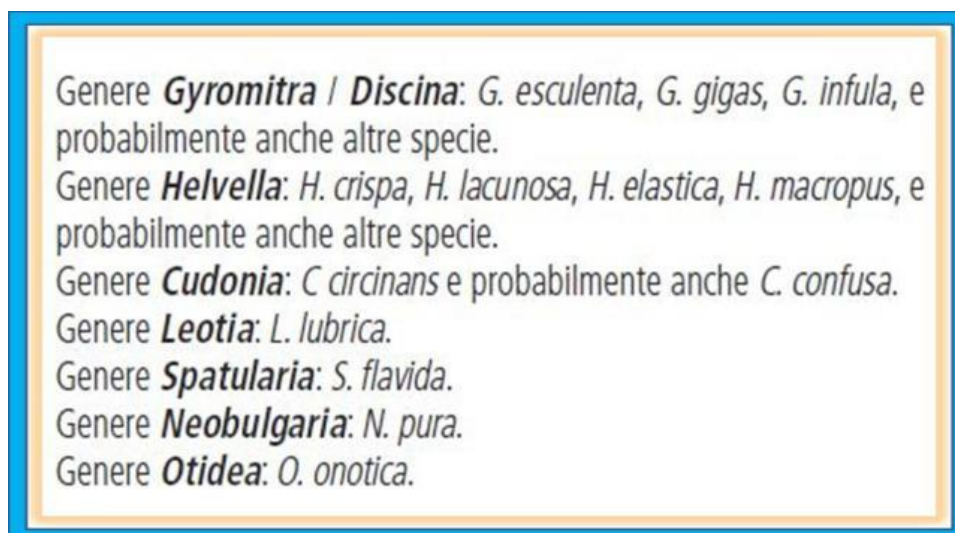 Genere Gyromitra / Discina: G. esculenta, G. gigas, G. infula, e
probabilmente anche altre specie.
Genere Helvella: H. crispa, H. lacunosa, H. elastica, H. macropus, e
probabilmente anche altre specie.
Genere Cudonia: C circinans e probabilmente anche C. confusa.
Genere Leotia: L. lubrica.
Genere Spatularia: S. flavida.
Genere Neobulgaria: N. pura.
Genere Otidea: O. onotica.